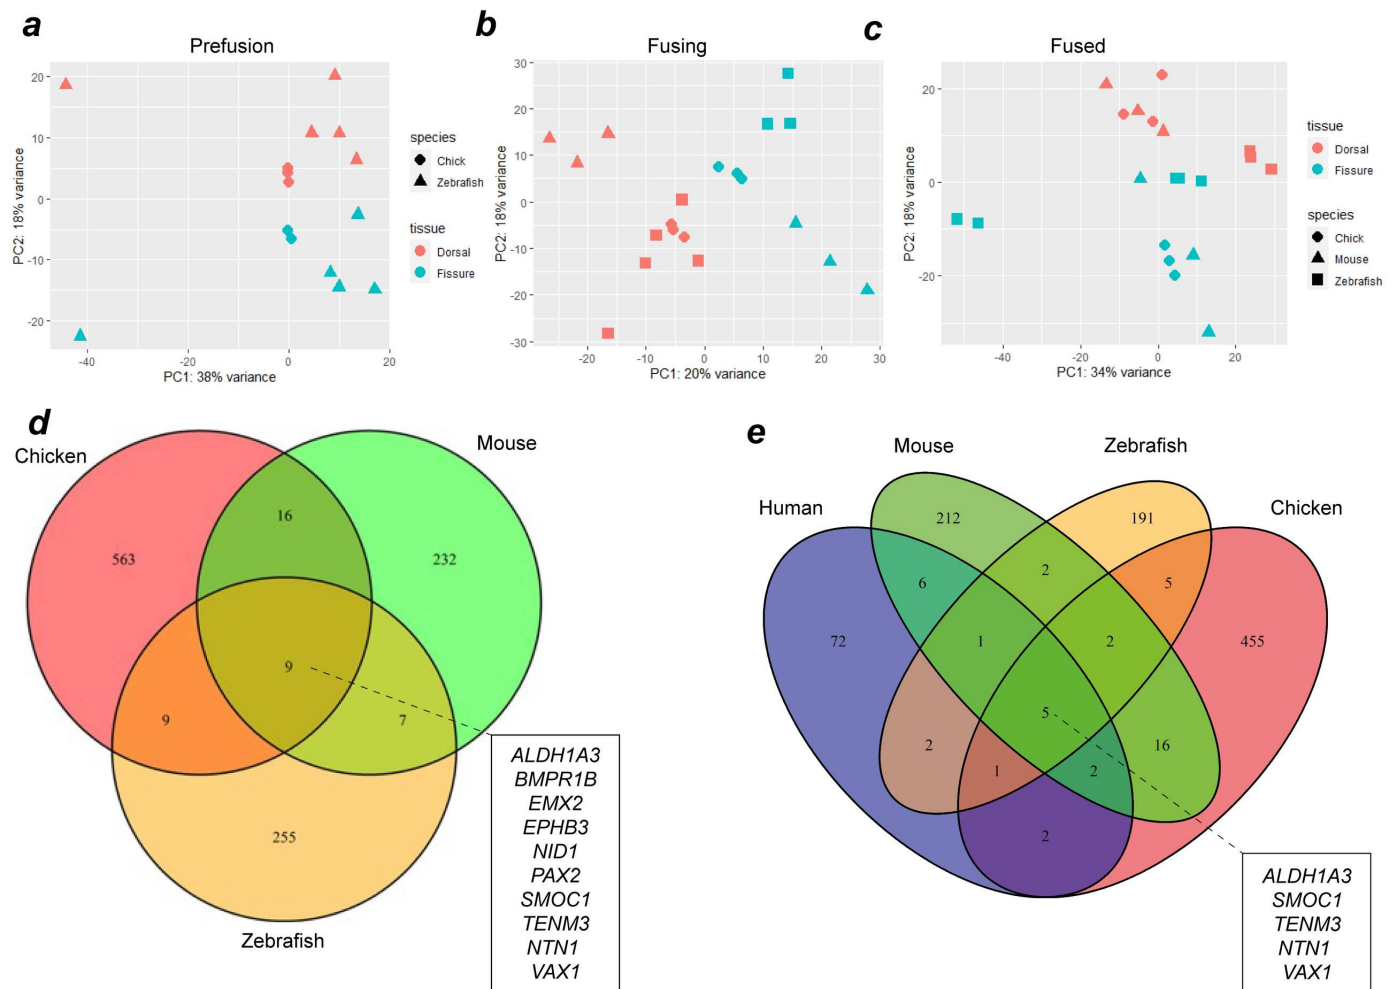 a
Prefusion
20
10
0
-10
-20
-40
-20
0
20
PC2: 18% variance
PC1: 38% variance
species
Chick
Zebrafish
tissue
Dorsal
Fissure
b
Fusing
30
20
10
0
-10
-20
-30
-20
-10
0
10
20
30
PC2: 18% variance
PC1: 20% variance
c
Fused
20
0
-20
-40
-20
0
20
PC2: 18% variance
PC1: 34% variance
tissue
Dorsal
Fissure
species
Chick
Mouse
Zebrafish
d
Chicken
Mouse
16
563
232
9
9
7
255
Zebrafish
ALDH1A3
BMPR1B
EMX2
EPHB3
NID1
PAX2
SMOC1
TENM3
NTN1
VAX1
e
Mouse
Zebrafish
Human
Chicken
212
191
6
2
5
72
1
2
455
5
2
16
1
2
2
ALDH1A3
SMOC1
TENM3
NTN1
VAX1